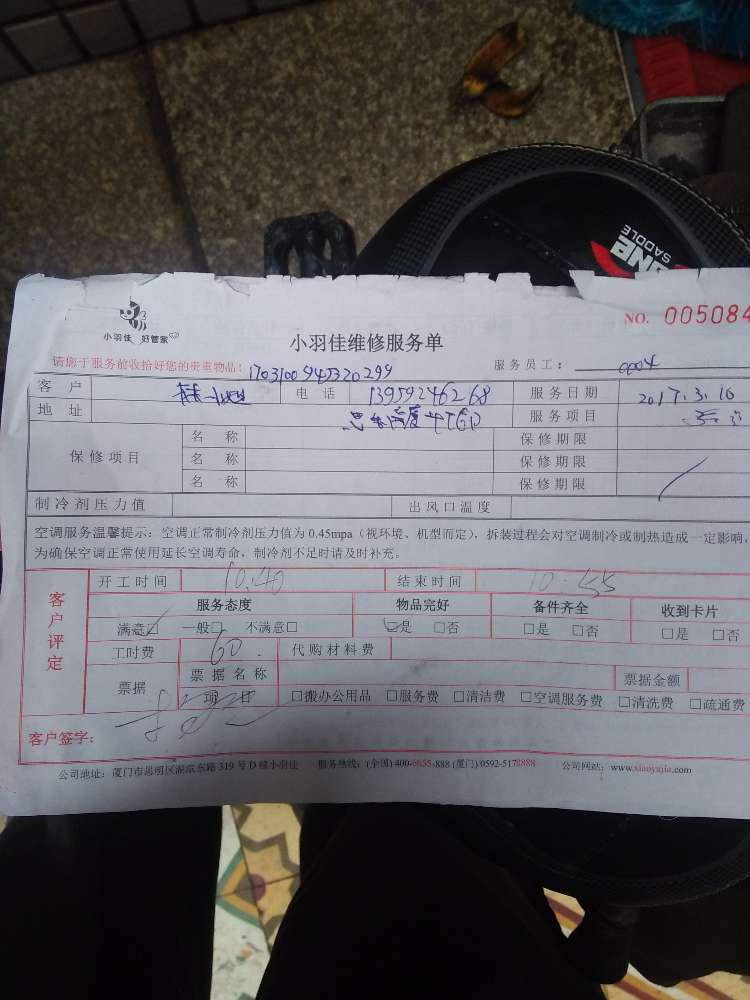 ONE
SADDLE
小羽佳 好管家
小羽佳维修服务单
NO. 005084
请您于服务前收拾好您的贵重物品!
1703100945320299
服务员工: 0004
客户 电话 13959246268 服务日期 2017.3.10
地址 服务项目
保修项目 名称 保修期限
名称 保修期限
名称 保修期限
制冷剂压力值 出风口温度
空调服务温馨提示: 空调正常制冷剂压力值为 0.45mpa (视环境、机型而定), 拆装过程会对空调制冷或制热造成一定影响,
为确保空调正常使用延长空调寿命, 制冷剂不足时请及时补充。
客户评定
开工时间 10.40 结束时间 10.55
服务态度 物品完好 备件齐全 收到卡片
满意☑ 一般□ 不满意□ ☑是 □否 □是 □否 □是 □否
工时费 60. 代购材料费
票据 票据名称 票据金额
项目 □搬办公用品 □服务费 □清洁费 □空调服务费 □清洗费 □疏通费
客户签字:
公司地址: 厦门市思明区湖滨东路 319 号 D 幢小羽佳 服务热线: (全国) 400-6655-888 (厦门) 0592-5178888 公司网站: www.xiaoyujia.com